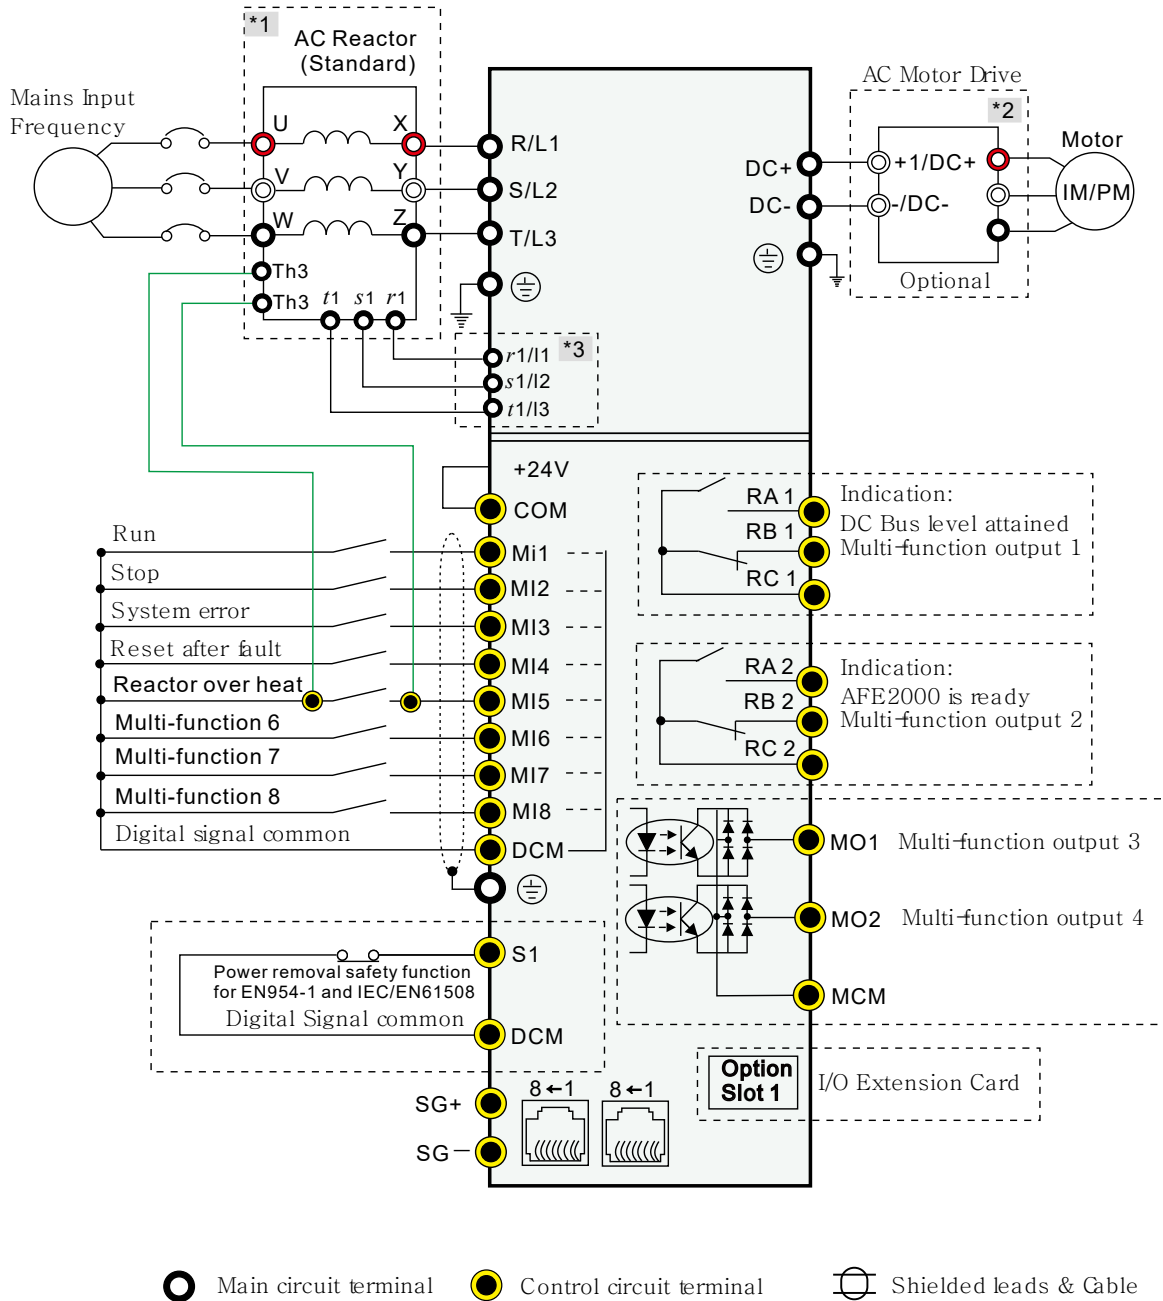 *1
AC Reactor
(Standard)
Mains Input
Frequency
U
X
V
Y
W
Z
Th3
Th3
t1
s1
r1
R/L1
S/L2
T/L3
*3
r1/l1
s1/l2
t1/l3
DC+
DC-
AC Motor Drive
*2
+1/DC+
-/DC-
Optional
Motor
IM/PM
+24V
COM
Run
Mi1
Stop
MI2
System error
MI3
Reset after fault
MI4
Reactor over heat
MI5
Multi-function 6
MI6
Multi-function 7
MI7
Multi-function 8
MI8
Digital signal common
DCM
RA 1
RB 1
RC 1
Indication:
DC Bus level attained
Multi-function output 1
RA 2
RB 2
RC 2
Indication:
AFE2000 is ready
Multi-function output 2
MO1
Multi-function output 3
MO2
Multi-function output 4
MCM
S1
Power removal safety function
for EN954-1 and IEC/EN61508
Digital Signal common
DCM
Option
Slot 1
I/O Extension Card
SG+
SG−
8←1
8←1
Main circuit terminal
Control circuit terminal
Shielded leads & Cable